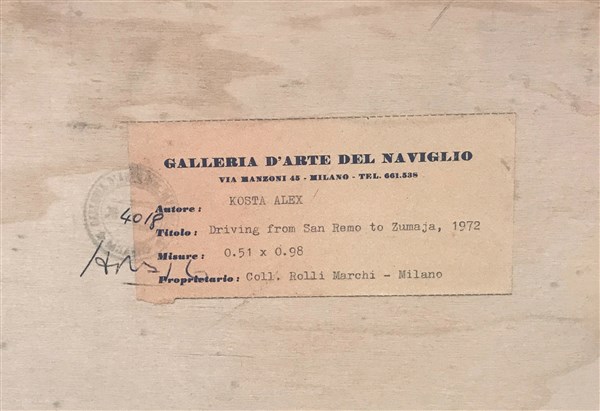 GALLERIA D'ARTE DEL NAVIGLIO
VIA MANZONI 45 - MILANO - TEL. 661.538
Autore: KOSTA ALEX
4018
Titolo: Driving from San Remo to Zumaja, 1972
Misure: 0.51 x 0.98
Proprietario: Coll. Rolli Marchi - Milano